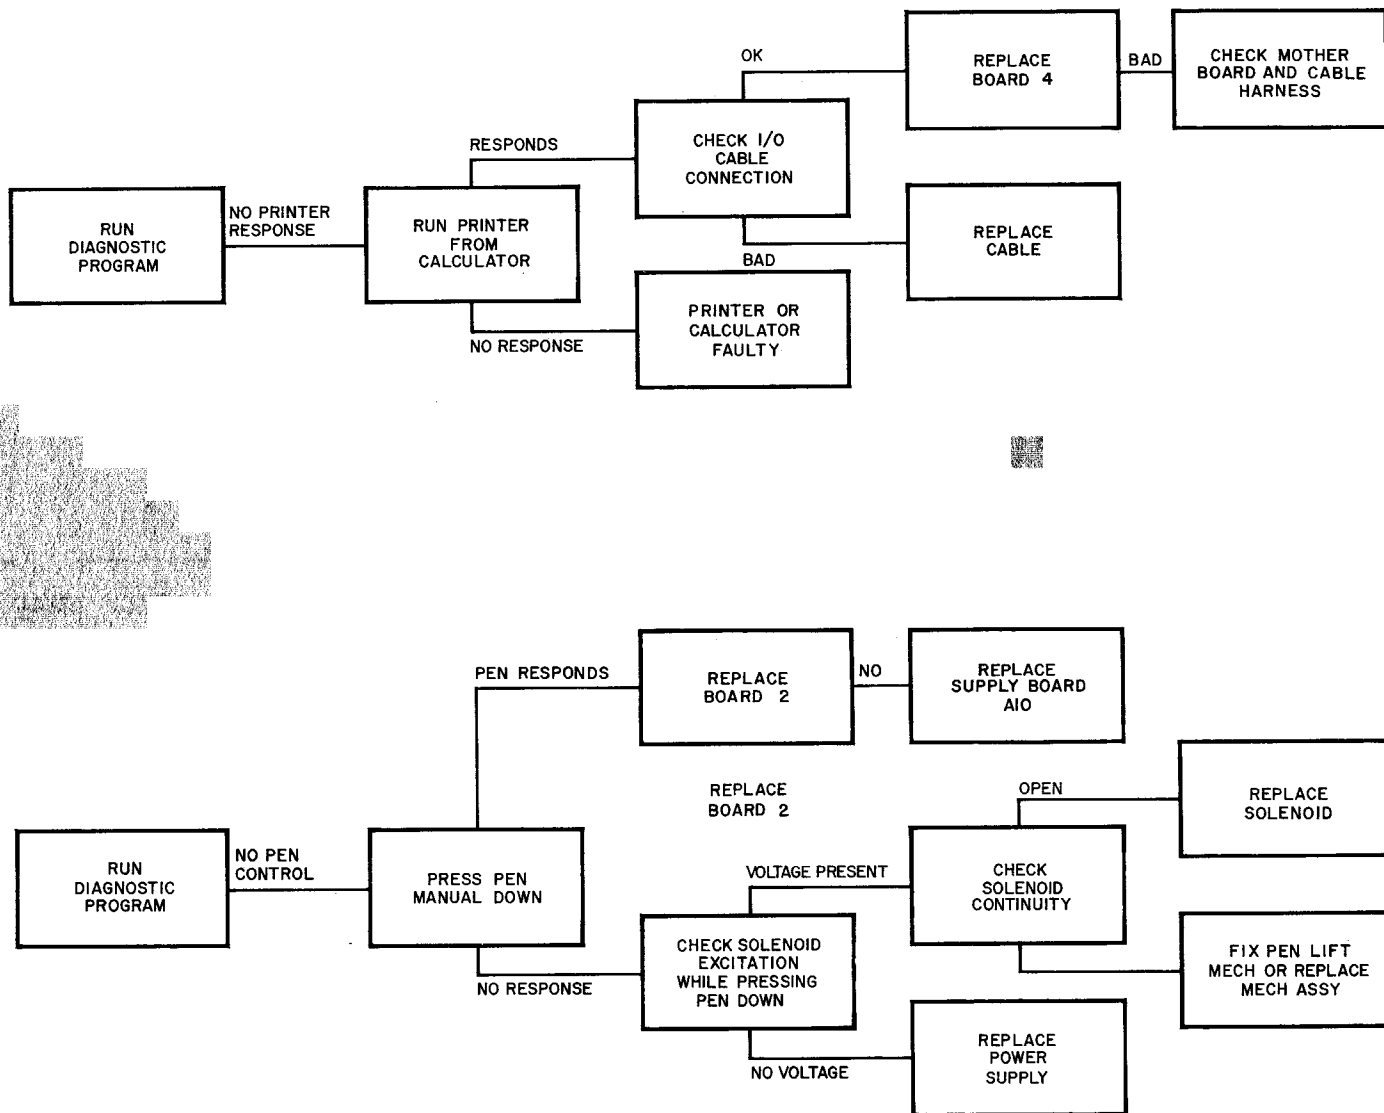 RUN
DIAGNOSTIC
PROGRAM
NO PRINTER
RESPONSE
RUN PRINTER
FROM
CALCULATOR
RESPONDS
NO RESPONSE
CHECK I/O
CABLE
CONNECTION
PRINTER OR
CALCULATOR
FAULTY
OK
BAD
REPLACE
BOARD 4
REPLACE
CABLE
BAD
CHECK MOTHER
BOARD AND CABLE
HARNESS
RUN
DIAGNOSTIC
PROGRAM
NO PEN
CONTROL
PRESS PEN
MANUAL DOWN
PEN RESPONDS
NO RESPONSE
REPLACE
BOARD 2
NO
REPLACE
SUPPLY BOARD
AIO
REPLACE
BOARD 2
CHECK SOLENOID
EXCITATION
WHILE PRESSING
PEN DOWN
VOLTAGE PRESENT
NO VOLTAGE
CHECK
SOLENOID
CONTINUITY
REPLACE
POWER
SUPPLY
OPEN
REPLACE
SOLENOID
FIX PEN LIFT
MECH OR REPLACE
MECH ASSY